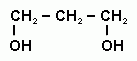 CH₂ – CH₂ – CH₂
OH OH